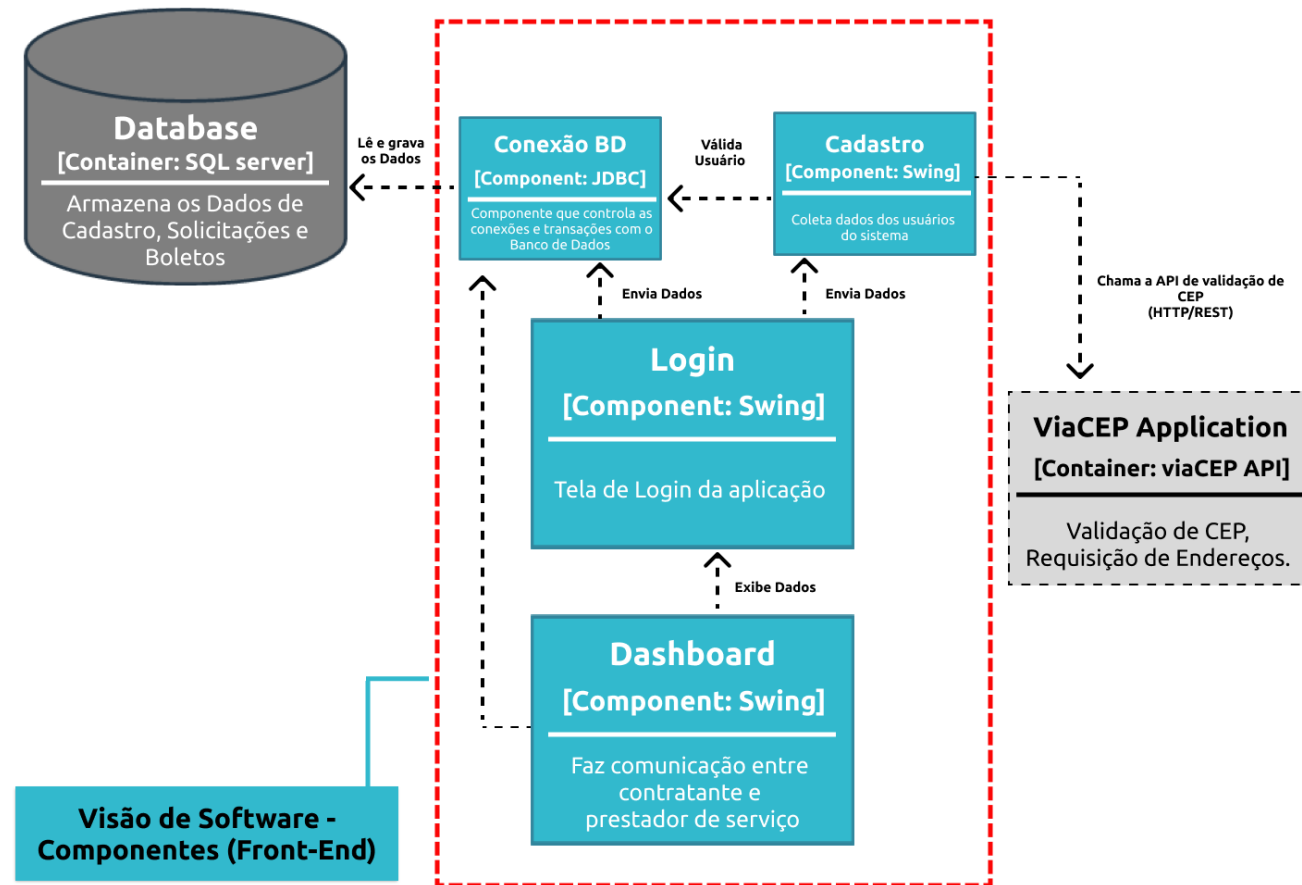 Database
[Container: SQL server]
Armazena os Dados de
Cadastro, Solicitações e
Boletos
Lê e grava
os Dados
Conexão BD
[Component: JDBC]
Componente que controla as
conexões e transações com o
Banco de Dados
Válida
Usuário
Cadastro
[Component: Swing]
Coleta dados dos usuários
do sistema
Chama a API de validação de
CEP
(HTTP/REST)
Envia Dados
Envia Dados
Login
[Component: Swing]
Tela de Login da aplicação
ViaCEP Application
[Container: viaCEP API]
Validação de CEP,
Requisição de Endereços.
Exibe Dados
Dashboard
[Component: Swing]
Faz comunicação entre
contratante e
prestador de serviço
Visão de Software -
Componentes (Front-End)